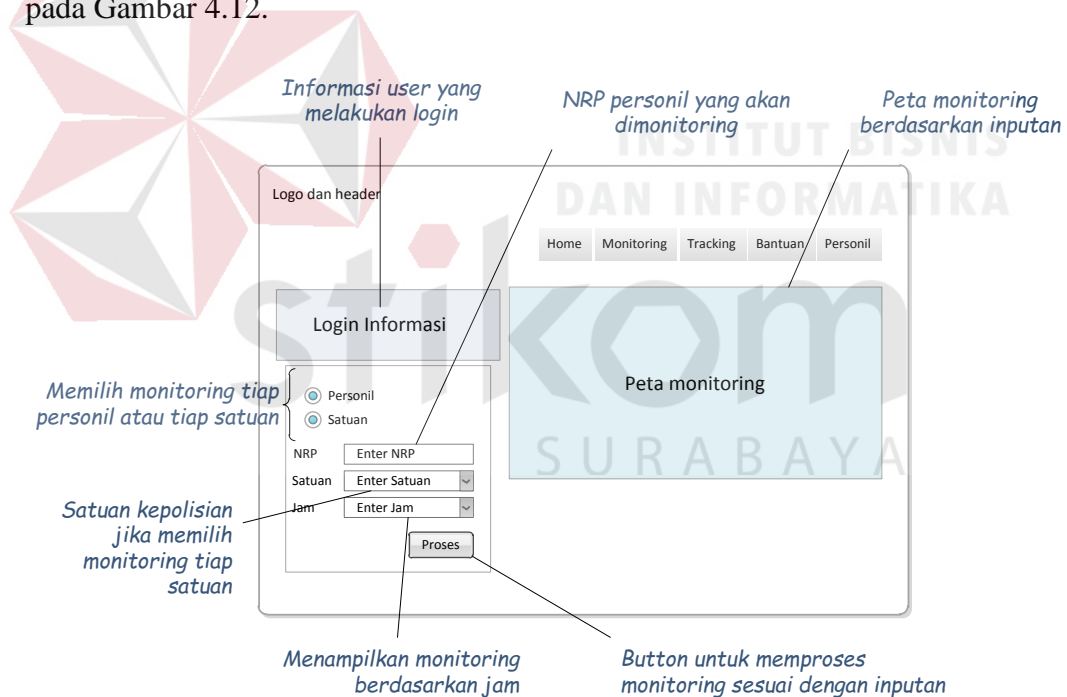 pada Gambar 4.12.
Informasi user yang
melakukan login
NRP personil yang akan
dimonitoring
Peta monitoring
berdasarkan inputan
INSTITUT BISNIS
DAN INFORMATIKA
stikom
SURABAYA
Logo dan header
Home Monitoring Tracking Bantuan Personil
Login Informasi
Peta monitoring
Memilih monitoring tiap
personil atau tiap satuan
Personil
Satuan
NRP Enter NRP
Satuan Enter Satuan
Jam Enter Jam
Proses
Satuan kepolisian
jika memilih
monitoring tiap
satuan
Menampilkan monitoring
berdasarkan jam
Button untuk memproses
monitoring sesuai dengan inputan